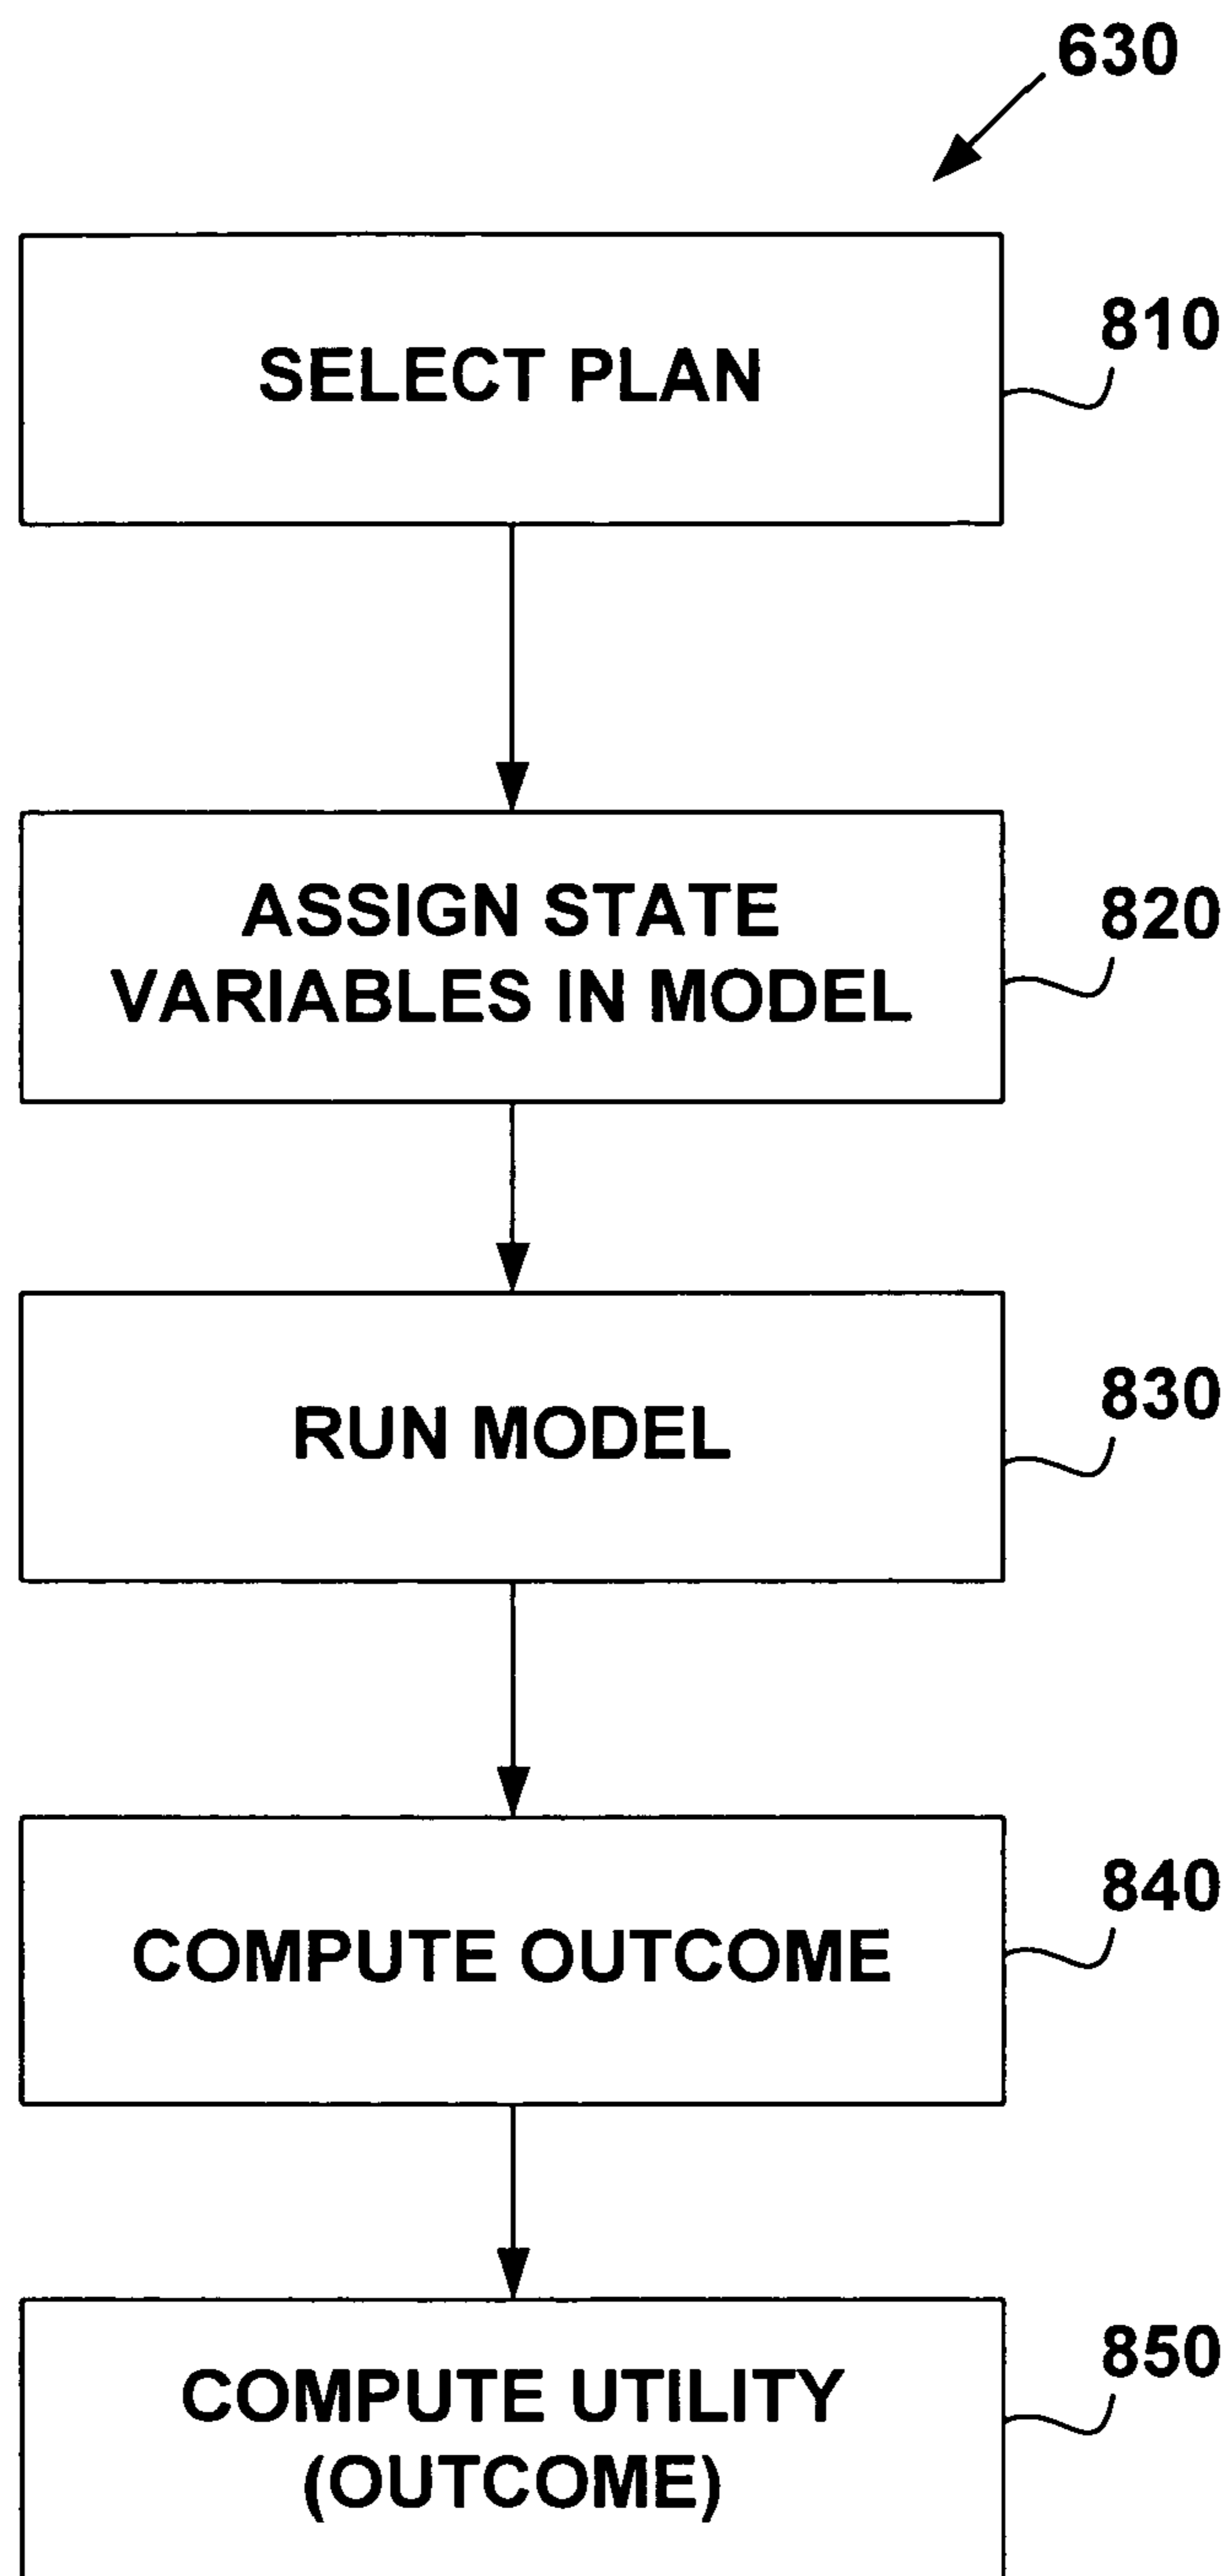 630
SELECT PLAN
810
ASSIGN STATE
VARIABLES IN MODEL
820
RUN MODEL
830
COMPUTE OUTCOME
840
COMPUTE UTILITY
(OUTCOME)
850